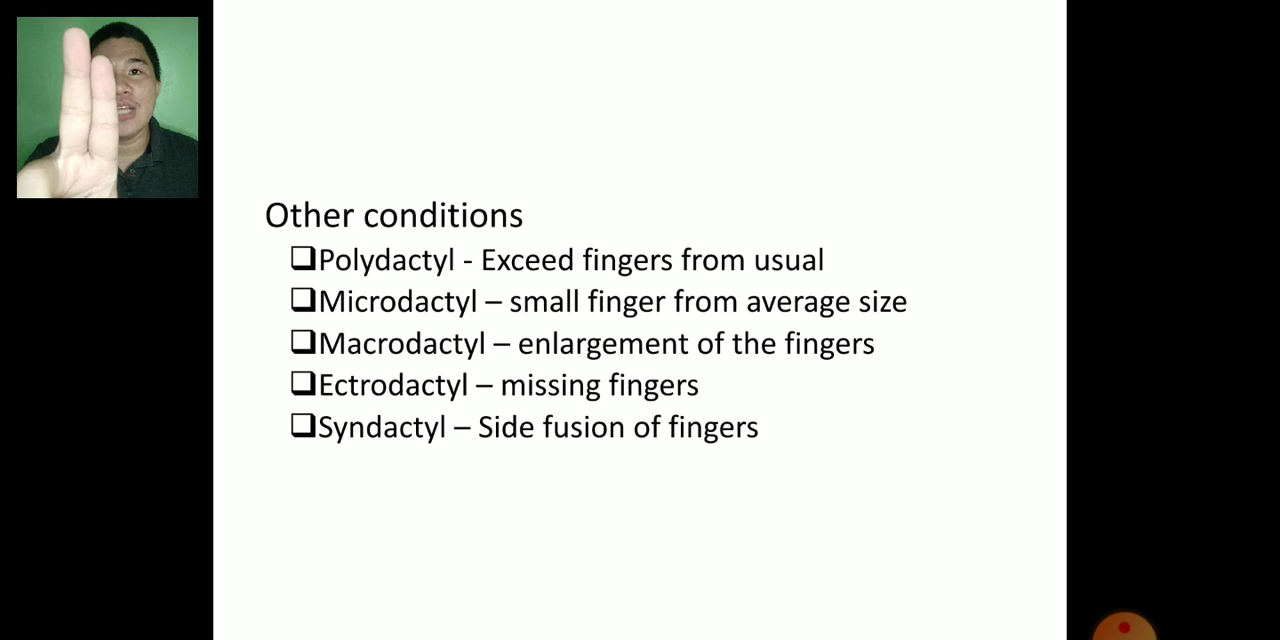 Other conditions
❑Polydactyl - Exceed fingers from usual
❑Microdactyl – small finger from average size
❑Macrodactyl – enlargement of the fingers
❑Ectrodactyl – missing fingers
❑Syndactyl – Side fusion of fingers